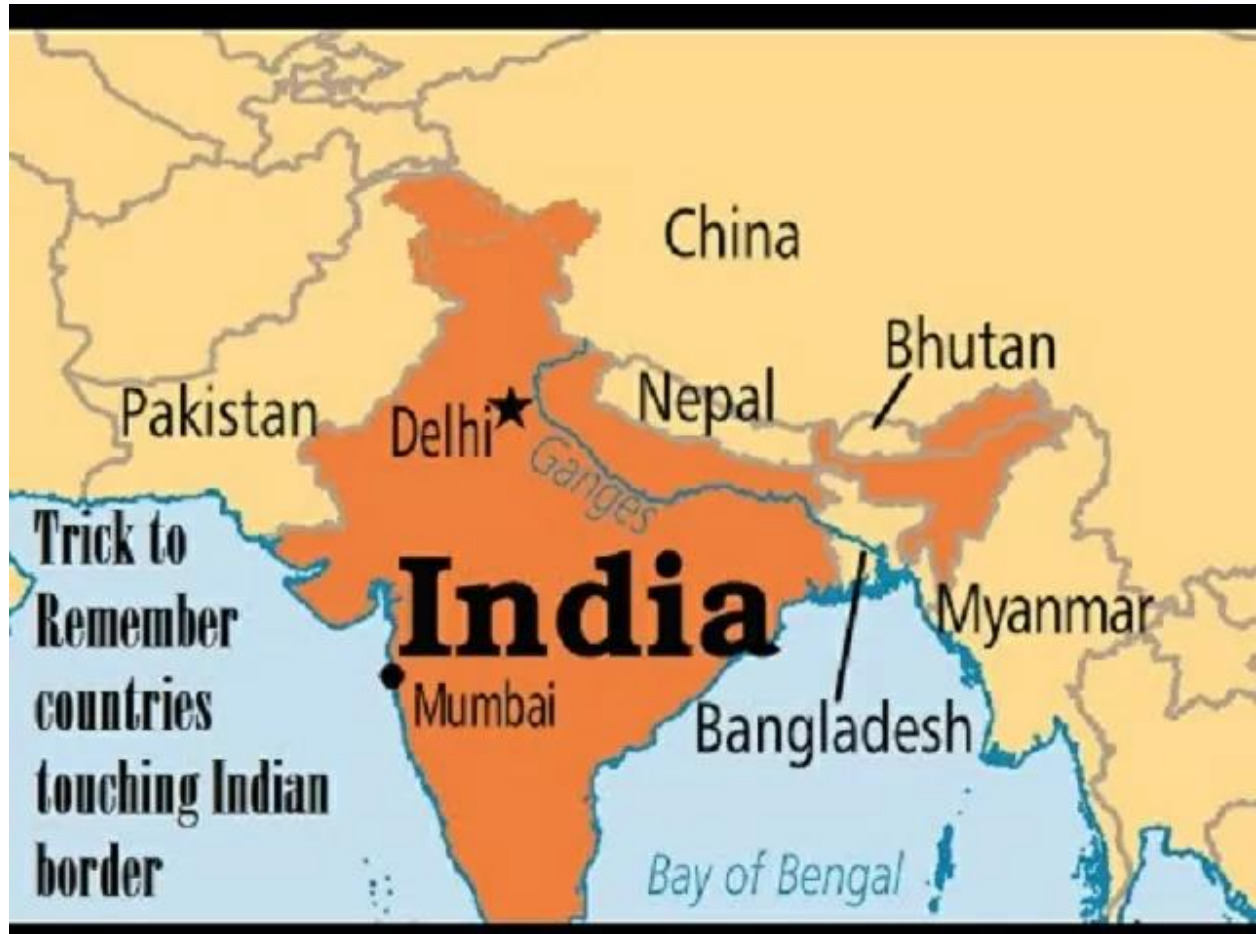 China
Bhutan
Nepal
Pakistan
Delhi
Ganges
Trick to
Remember
countries
touching Indian
border
India
Myanmar
Mumbai
Bangladesh
Bay of Bengal